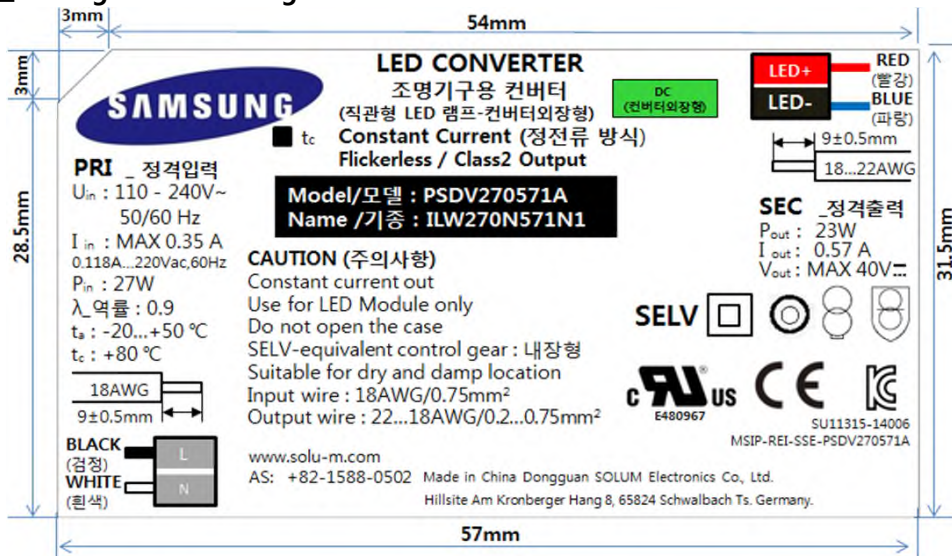 3mm
54mm
3mm
28.5mm
31.5mm
57mm
SAMSUNG
LED CONVERTER
조명기구용 컨버터
(직관형 LED 램프-컨버터외장형)
tc Constant Current (정전류 방식)
Flickerless / Class2 Output
DC
(컨버터외장형)
LED+
LED-
RED
(빨강)
BLUE
(파랑)
9±0.5mm
18...22AWG
PRI _ 정격입력
Uin : 110 - 240V~
50/60 Hz
I in : MAX 0.35 A
0.118A...220Vac,60Hz
Pin : 27W
λ_역률 : 0.9
ta : -20...+50 ℃
tc : +80 ℃
18AWG
9±0.5mm
BLACK
(검정)
WHITE
(흰색)
L
N
Model/모델 : PSDV270571A
Name /기종 : ILW270N571N1
CAUTION (주의사항)
Constant current out
Use for LED Module only
Do not open the case
SELV-equivalent control gear : 내장형
Suitable for dry and damp location
Input wire : 18AWG/0.75mm²
Output wire : 22...18AWG/0.2...0.75mm²
www.solu-m.com
AS: +82-1588-0502 Made in China Dongguan SOLUM Electronics Co., Ltd.
Hillsite Am Kronberger Hang 8, 65824 Schwalbach Ts. Germany.
SEC _정격출력
Pout : 23W
I out : 0.57 A
Vout : MAX 40V⎓
SELV
c RU ® US
E480967
CE
KC
SU11315-14006
MSIP-REI-SSE-PSDV270571A